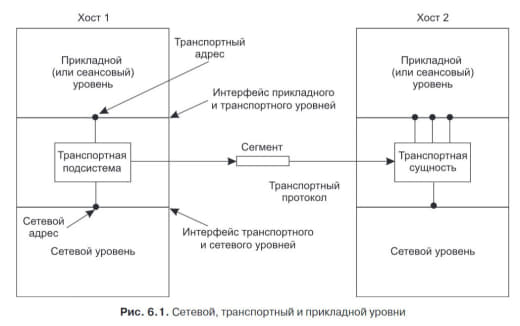 Хост 1
Хост 2
Прикладной
(или сеансовый)
уровень
Транспортный
адрес
Прикладной
(или сеансовый)
уровень
Интерфейс прикладного
и транспортного уровней
Сегмент
Транспортная
подсистема
Транспортная
сущность
Транспортный
протокол
Сетевой
адрес
Интерфейс транспортного
и сетевого уровней
Сетевой уровень
Сетевой уровень
Рис. 6.1. Сетевой, транспортный и прикладной уровни